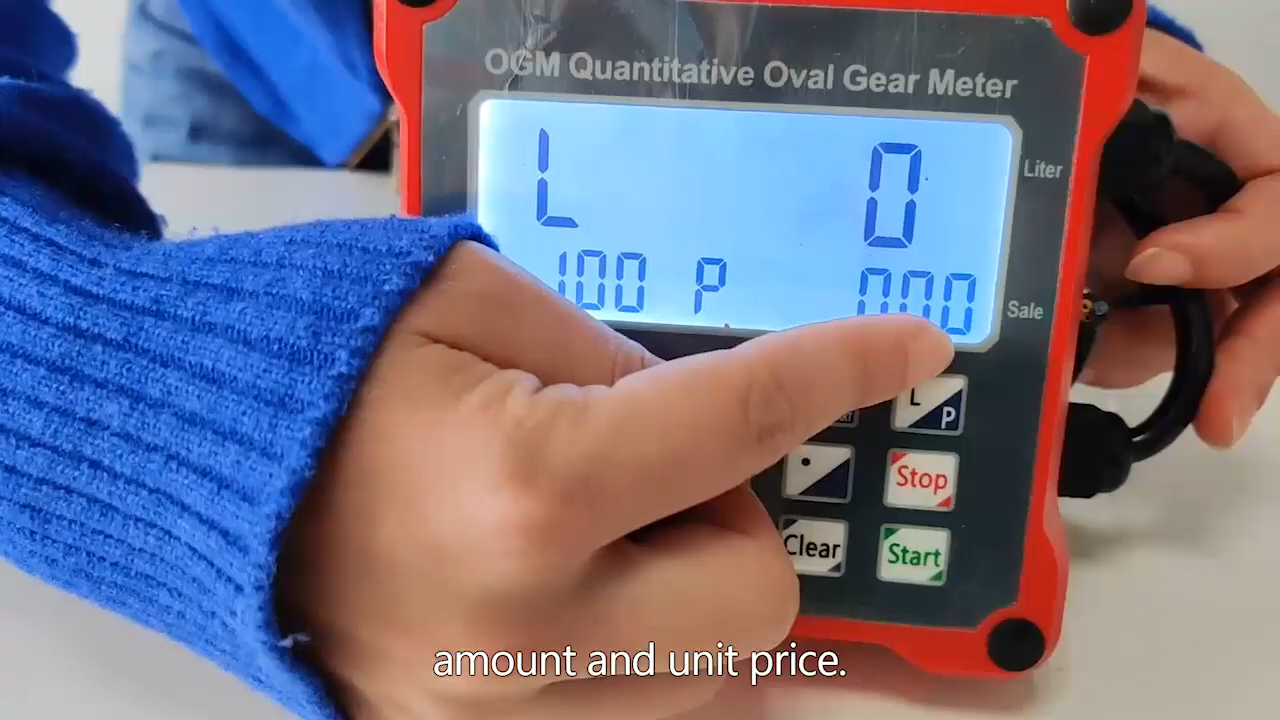 OGM Quantitative Oval Gear Meter
L 0 Liter
100 P 000 Sale
L P
Stop
Clear
Start
amount and unit price.